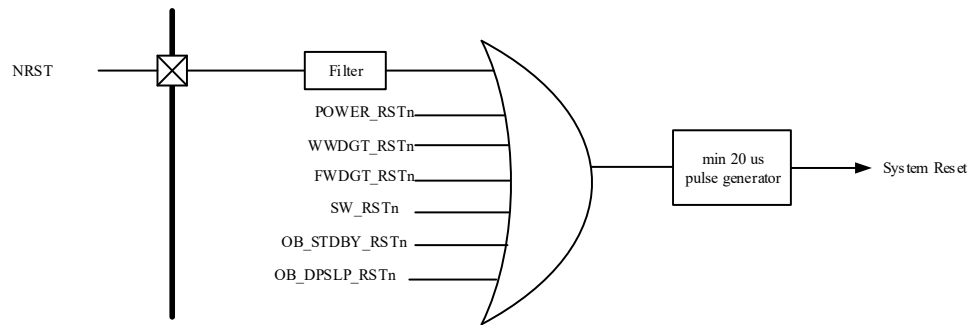 NRST
Filter
POWER_RSTn
WWDGT_RSTn
FWDGT_RSTn
SW_RSTn
OB_STDBY_RSTn
OB_DPSLP_RSTn
min 20 us
pulse generator
System Reset